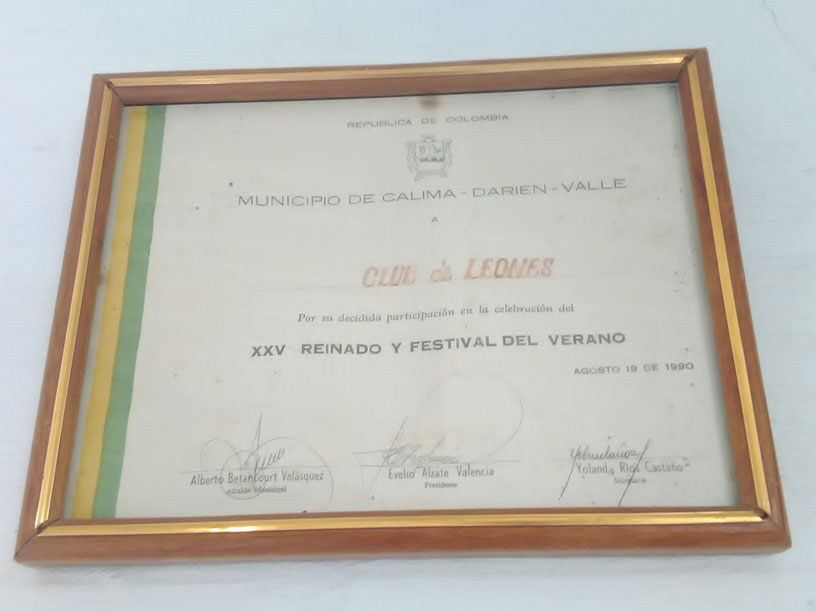 REPUBLICA DE COLOMBIA
MUNICIPIO DE CALIMA - DARIEN - VALLE
A
CLUB de LEONES
Por su decidida participación en la celebración del
XXV REINADO Y FESTIVAL DEL VERANO
AGOSTO 19 DE 1990
Alberto Betancourt Velásquez
Alcalde Municipal
Evelio Alzate Valencia
Presidente
Yolanda Rios Castaño
Secretaria